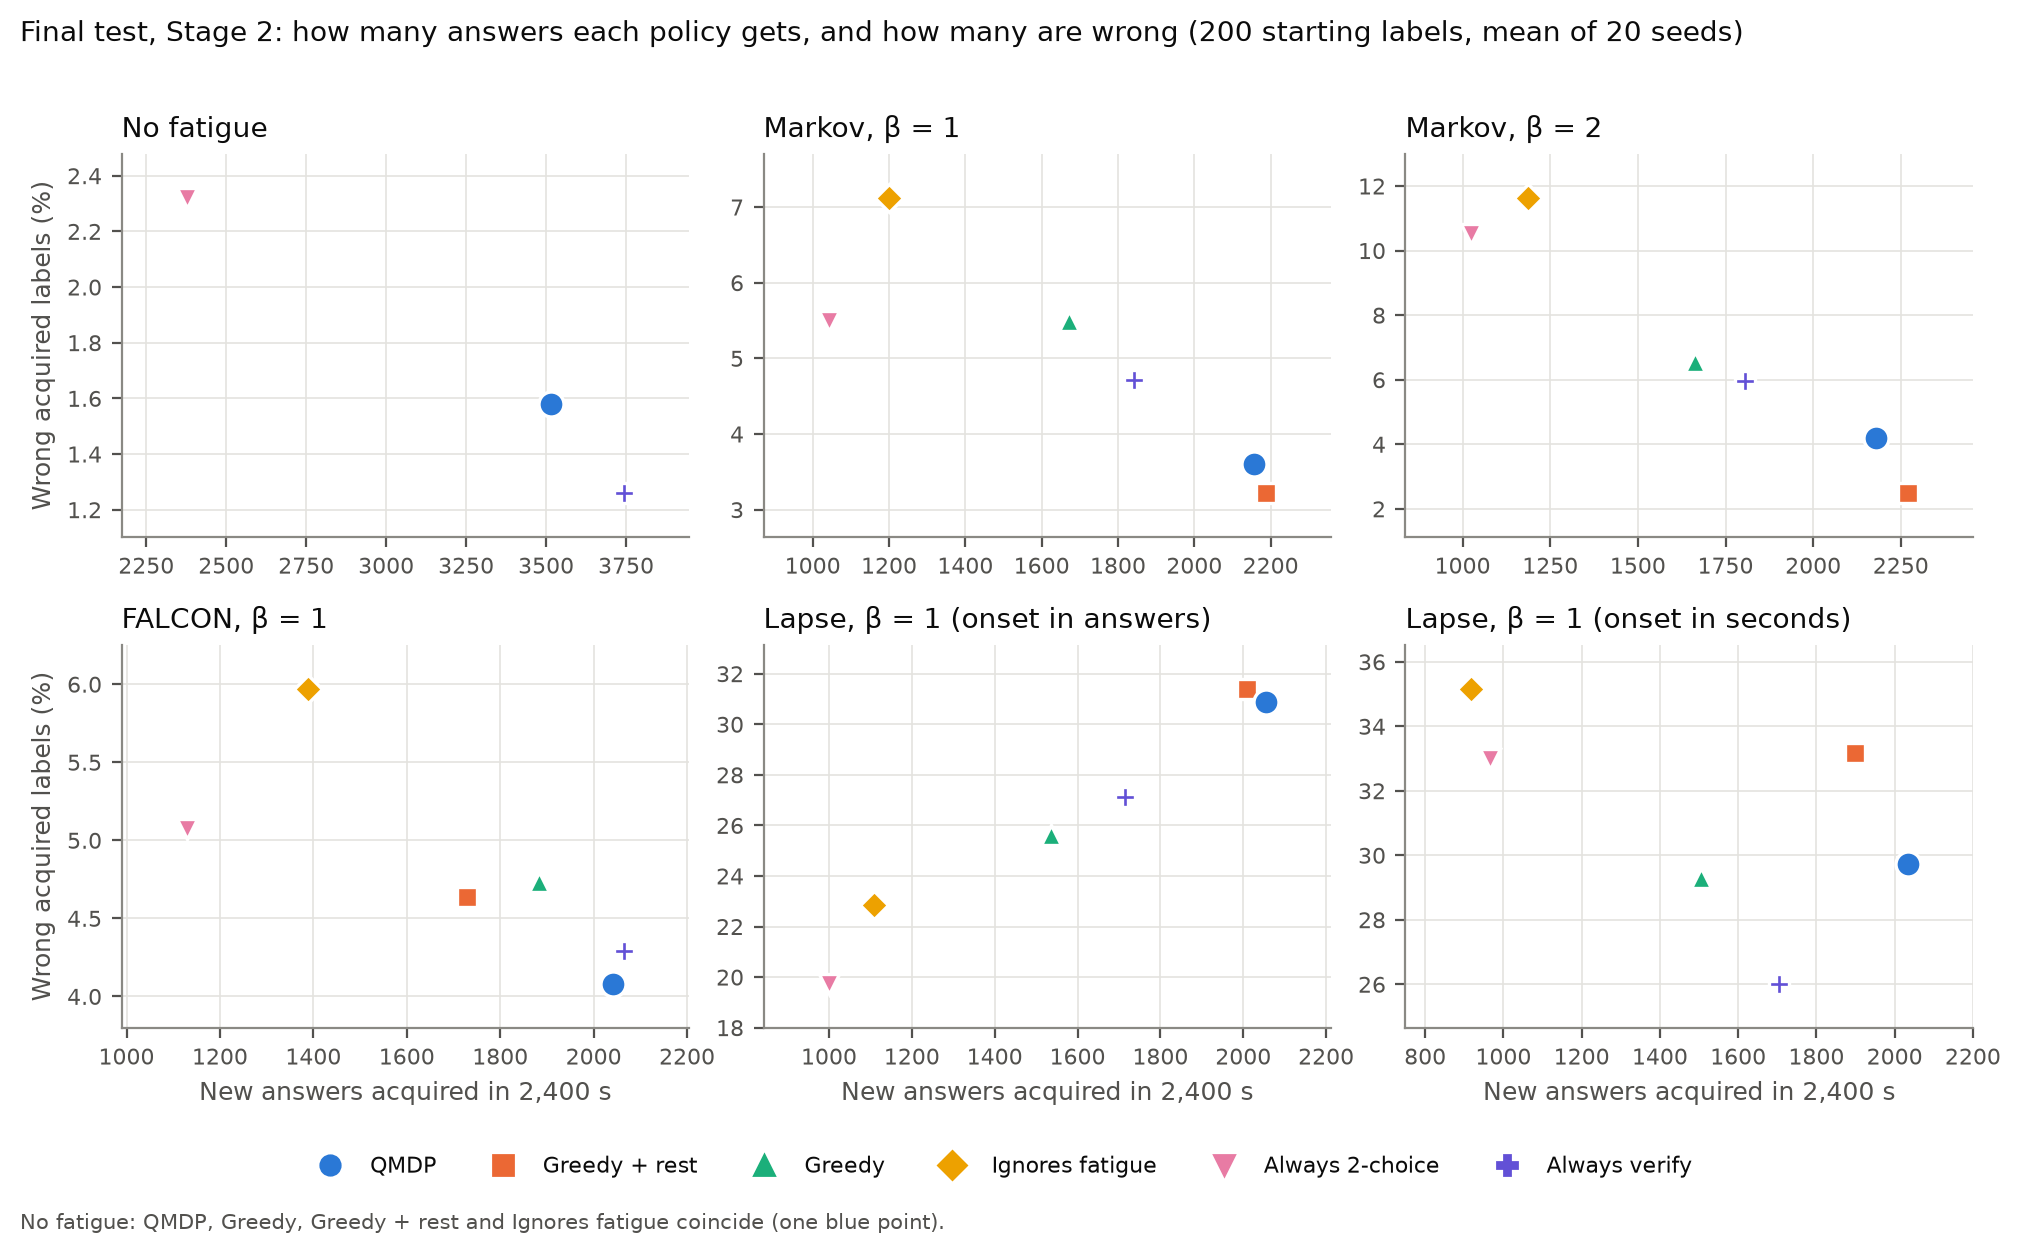 Final test, Stage 2: how many answers each policy gets, and how many are wrong (200 starting labels, mean of 20 seeds)
No fatigue
Wrong acquired labels (%)
2.4
2.2
2.0
1.8
1.6
1.4
1.2
2250 2500 2750 3000 3250 3500 3750
Markov, β = 1
7
6
5
4
3
1000 1200 1400 1600 1800 2000 2200
Markov, β = 2
12
10
8
6
4
2
1000 1250 1500 1750 2000 2250
FALCON, β = 1
Wrong acquired labels (%)
6.0
5.5
5.0
4.5
4.0
1000 1200 1400 1600 1800 2000 2200
New answers acquired in 2,400 s
Lapse, β = 1 (onset in answers)
32
30
28
26
24
22
20
18
1000 1200 1400 1600 1800 2000 2200
New answers acquired in 2,400 s
Lapse, β = 1 (onset in seconds)
36
34
32
30
28
26
800 1000 1200 1400 1600 1800 2000 2200
New answers acquired in 2,400 s
QMDP Greedy + rest Greedy Ignores fatigue Always 2-choice Always verify
No fatigue: QMDP, Greedy, Greedy + rest and Ignores fatigue coincide (one blue point).